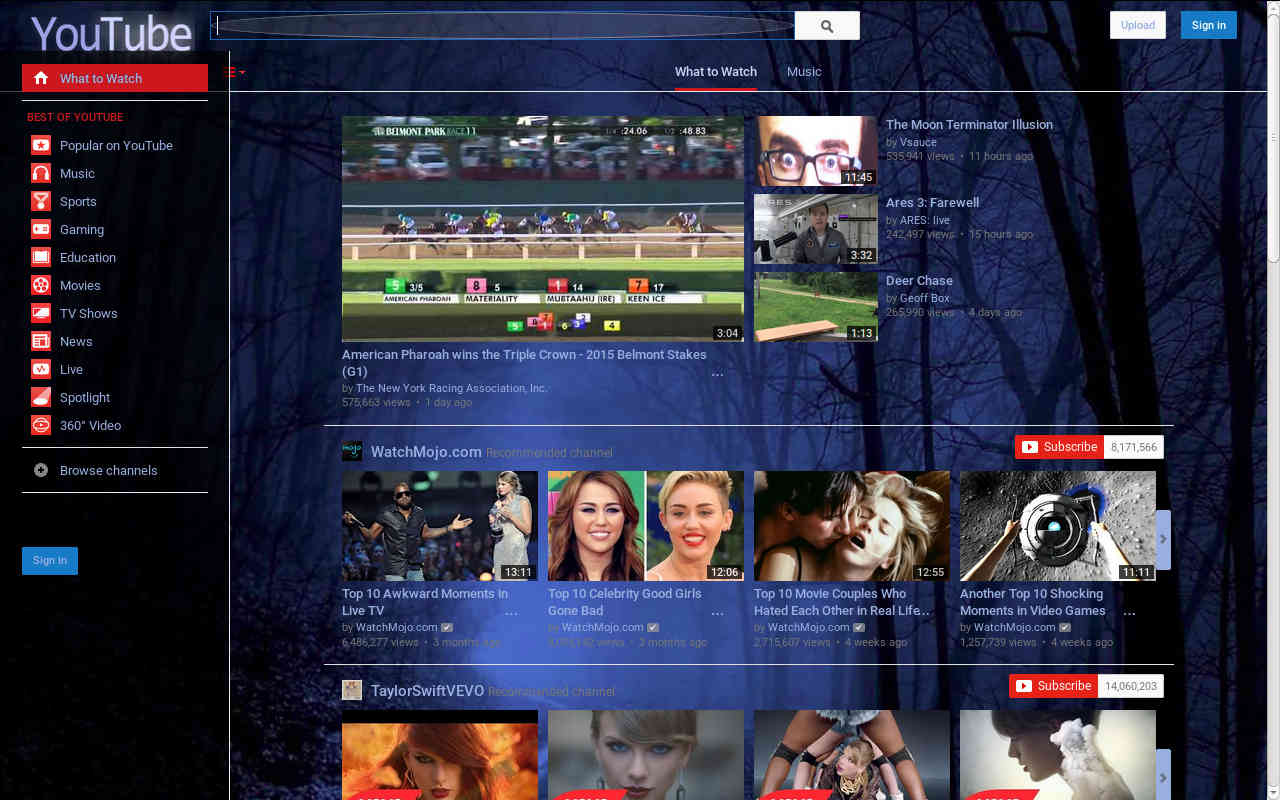 YouTube
Upload
Sign in
What to Watch
What to Watch
Music
BEST OF YOUTUBE
Popular on YouTube
Music
Sports
Gaming
Education
Movies
TV Shows
News
Live
Spotlight
360° Video
Browse channels
Sign in
BELMONT PARK RACE 11
1/4 :24.06 1/2 :48.83
5 3/5 8 5 1 14 7 17
AMERICAN PHAROAH MATERIALITY MUBTAAHIJ (IRE) KEEN ICE
3:04
American Pharoah wins the Triple Crown - 2015 Belmont Stakes
(G1)
...
by The New York Racing Association, Inc.
575,663 views • 1 day ago
11:45
The Moon Terminator Illusion
by Vsauce
535,941 views • 11 hours ago
ARES
3:32
Ares 3: Farewell
by ARES: live
242,497 views • 15 hours ago
1:13
Deer Chase
by Geoff Box
265,990 views • 4 days ago
mojo
WatchMojo.com Recommended channel
Subscribe 8,171,566
13:11
Top 10 Awkward Moments in
Live TV
...
by WatchMojo.com
6,486,277 views • 3 months ago
12:06
Top 10 Celebrity Good Girls
Gone Bad
...
by WatchMojo.com
views • 3 months ago
12:55
Top 10 Movie Couples Who
Hated Each Other in Real Life...
by WatchMojo.com
2,715,607 views • 4 weeks ago
11:11
Another Top 10 Shocking
Moments in Video Games
...
by WatchMojo.com
1,257,739 views • 4 weeks ago
TaylorSwiftVEVO Recommended channel
Subscribe 14,060,203